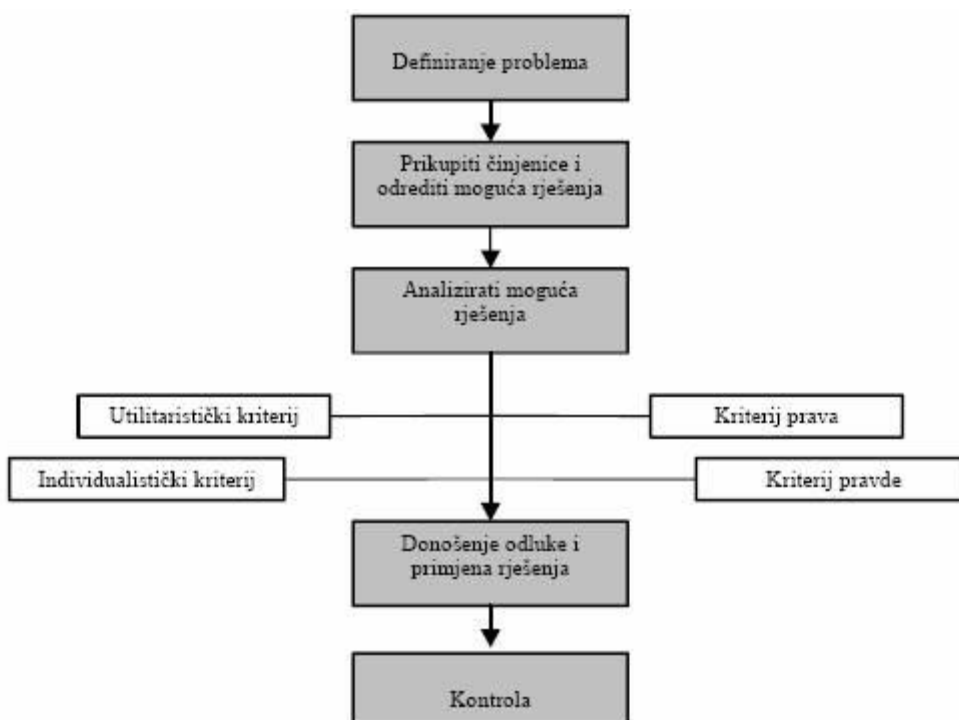 Definiranje problema
Prikupiti činjenice i
odrediti moguća rješenja
Analizirati moguća
rješenja
Utilitaristički kriterij
Kriterij prava
Individualistički kriterij
Kriterij pravde
Donošenje odluke i
primjena rješenja
Kontrola